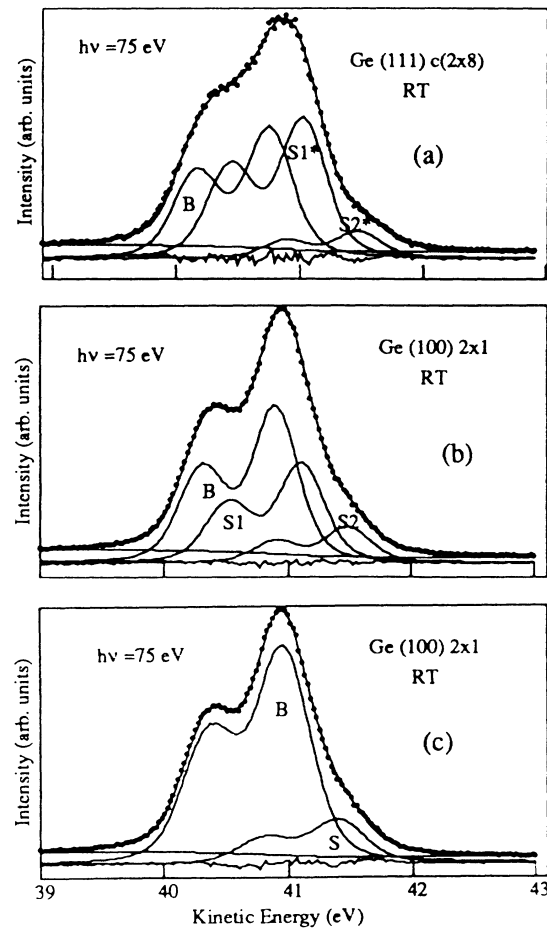 Intensity (arb. units)
hν =75 eV
Ge (111) c(2x8)
RT
(a)
B
S1*
S2*
Intensity (arb. units)
hν =75 eV
Ge (100) 2x1
RT
(b)
B
S1
S2
Intensity (arb. units)
hν =75 eV
Ge (100) 2x1
RT
(c)
B
S
39
40
41
42
43
Kinetic Energy (eV)